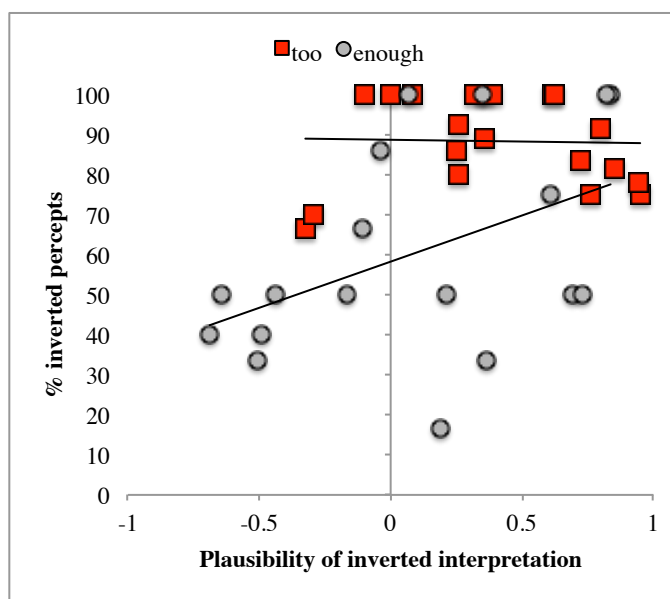 too enough
100
90
80
70
60
50
40
30
20
10
0
% inverted percepts
-1 -0.5 0 0.5 1
Plausibility of inverted interpretation